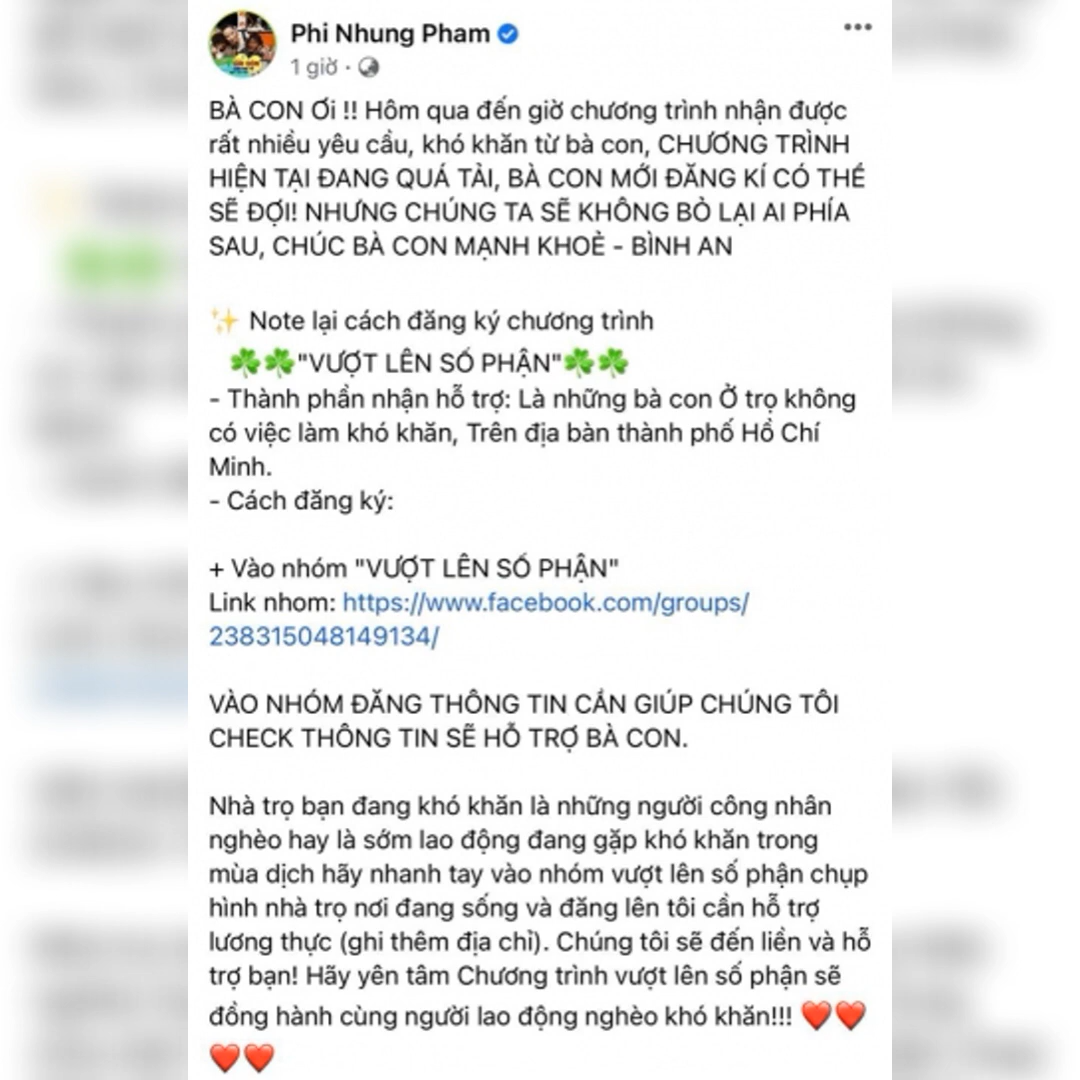 Phi Nhung Pham
1 giờ ·
BÀ CON Ơi !! Hôm qua đến giờ chương trình nhận được
rất nhiều yêu cầu, khó khăn từ bà con, CHƯƠNG TRÌNH
HIỆN TẠI ĐANG QUÁ TẢI, BÀ CON MỚI ĐĂNG KÍ CÓ THỂ
SẼ ĐỢI! NHƯNG CHÚNG TA SẼ KHÔNG BỎ LẠI AI PHÍA
SAU, CHÚC BÀ CON MẠNH KHOẺ - BÌNH AN
✨ Note lại cách đăng ký chương trình
☘️☘️"VƯỢT LÊN SỐ PHẬN"☘️☘️
- Thành phần nhận hỗ trợ: Là những bà con Ở trọ không
có việc làm khó khăn, Trên địa bàn thành phố Hồ Chí
Minh.
- Cách đăng ký:
+ Vào nhóm "VƯỢT LÊN SỐ PHẬN"
Link nhom: https://www.facebook.com/groups/
238315048149134/
VÀO NHÓM ĐĂNG THÔNG TIN CẦN GIÚP CHÚNG TÔI
CHECK THÔNG TIN SẼ HỖ TRỢ BÀ CON.
Nhà trọ bạn đang khó khăn là những người công nhân
nghèo hay là sớm lao động đang gặp khó khăn trong
mùa dịch hãy nhanh tay vào nhóm vượt lên số phận chụp
hình nhà trọ nơi đang sống và đăng lên tôi cần hỗ trợ
lương thực (ghi thêm địa chỉ). Chúng tôi sẽ đến liền và hỗ
trợ bạn! Hãy yên tâm Chương trình vượt lên số phận sẽ
đồng hành cùng người lao động nghèo khó khăn!!! ❤️❤️
❤️❤️